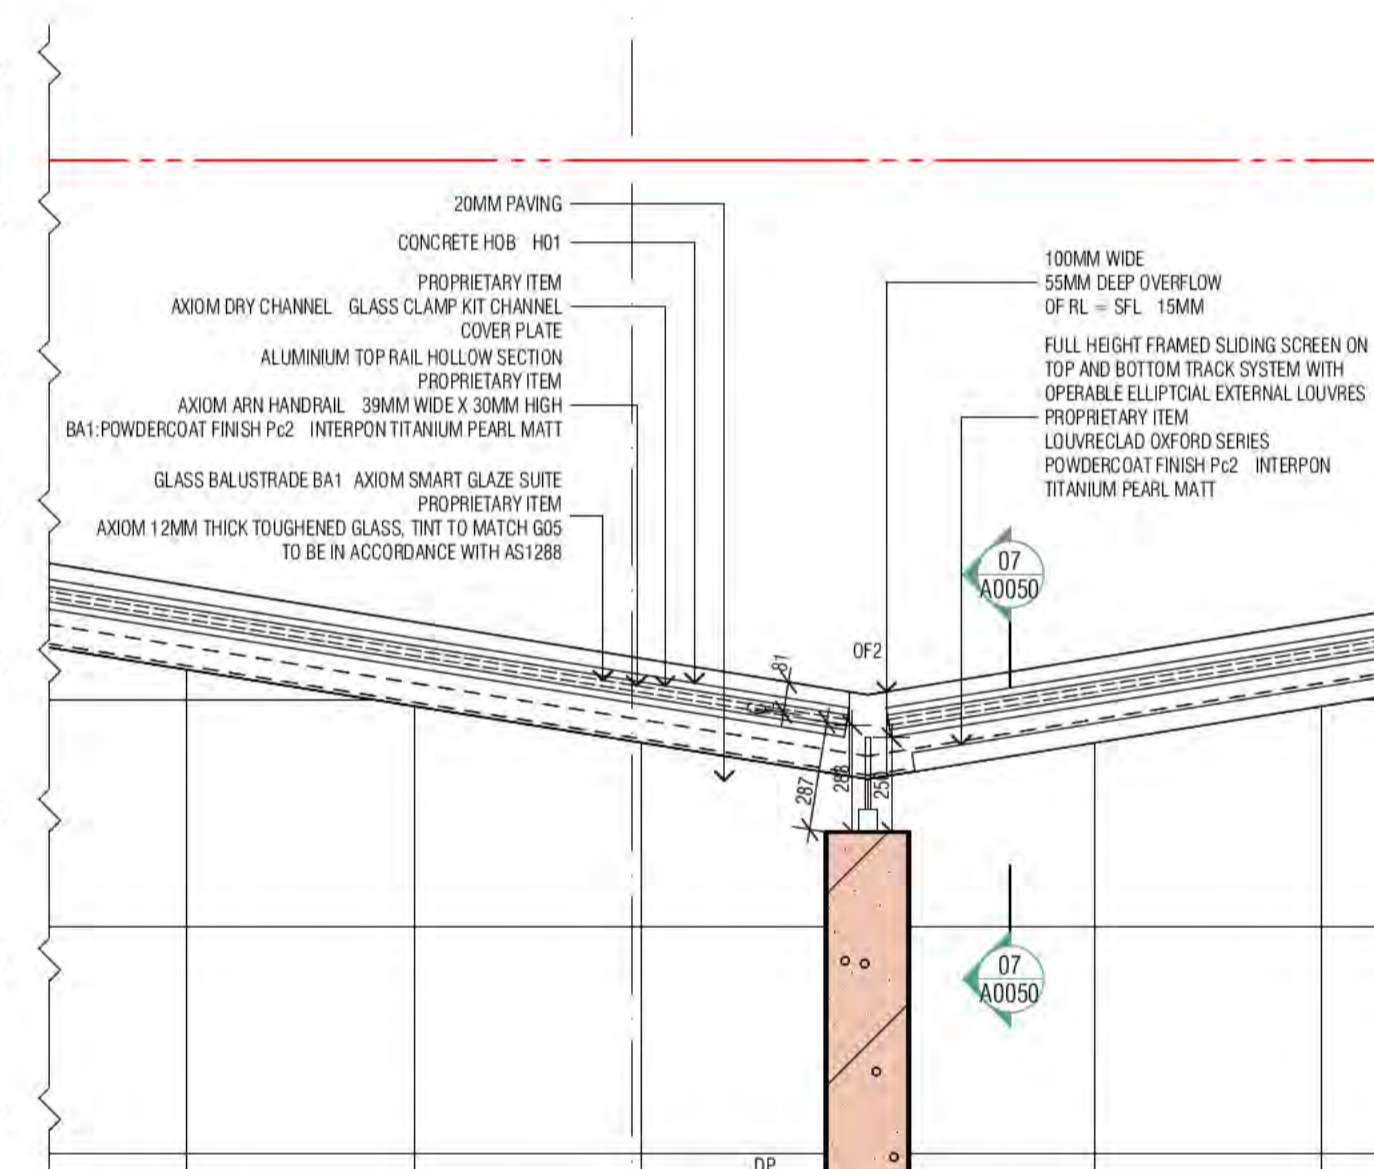 20MM PAVING
CONCRETE HOB H01
PROPRIETARY ITEM
AXIOM DRY CHANNEL GLASS CLAMP KIT CHANNEL
COVER PLATE
ALUMINIUM TOP RAIL HOLLOW SECTION
PROPRIETARY ITEM
AXIOM ARN HANDRAIL 39MM WIDE X 30MM HIGH
BA1:POWDERCOAT FINISH Pc2 INTERPON TITANIUM PEARL MATT
GLASS BALUSTRADE BA1 AXIOM SMART GLAZE SUITE
PROPRIETARY ITEM
AXIOM 12MM THICK TOUGHENED GLASS, TINT TO MATCH G05
TO BE IN ACCORDANCE WITH AS1288
100MM WIDE
55MM DEEP OVERFLOW
OF RL = SFL 15MM
FULL HEIGHT FRAMED SLIDING SCREEN ON
TOP AND BOTTOM TRACK SYSTEM WITH
OPERABLE ELLIPTCIAL EXTERNAL LOUVRES
PROPRIETARY ITEM
LOUVRECLAD OXFORD SERIES
POWDERCOAT FINISH Pc2 INTERPON
TITANIUM PEARL MATT
07
A0050
OF2
81
287
07
A0050
DP